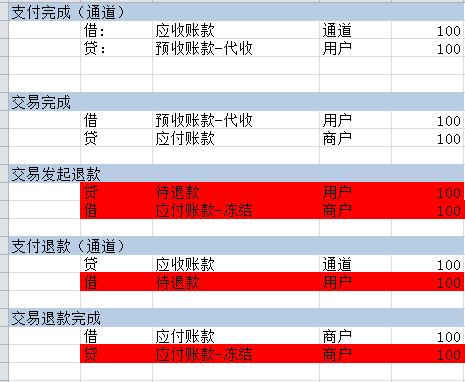 支付完成（通道）
借: 应收账款 通道 100
贷: 预收账款-代收 用户 100
交易完成
借 预收账款-代收 用户 100
贷 应付账款 商户 100
交易发起退款
贷 待退款 用户 100
借 应付账款-冻结 商户 100
支付退款（通道）
贷 应收账款 通道 100
借 待退款 用户 100
交易退款完成
借 应付账款 商户 100
贷 应付账款-冻结 商户 100